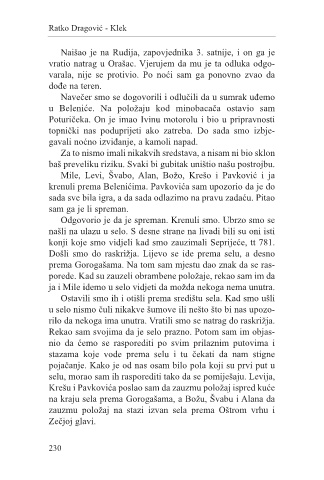 Ratko Dragović - Klek
Naišao je na Rudija, zapovjednika 3. satnije, i on ga je
vratio natrag u Orašac. Vjerujem da mu je ta odluka odgo-
varala, nije se protivio. Po noći sam ga ponovno zvao da
dođe na teren.
Navečer smo se dogovorili i odlučili da u sumrak uđemo
u Beleniće. Na položaju kod minobacača ostavio sam
Poturičeka. On je imao Ivinu motorolu i bio u pripravnosti
topnički nas poduprijeti ako zatreba. Do sada smo izbje-
gavali noćno izviđanje, a kamoli napad.
Za to nismo imali nikakvih sredstava, a nisam ni bio sklon
baš preveliku riziku. Svaki bi gubitak uništio našu postrojbu.
Mile, Levi, Švabo, Alan, Božo, Krešo i Pavković i ja
krenuli prema Belenićima. Pavkovića sam upozorio da je do
sada sve bila igra, a da sada odlazimo na pravu zadaću. Pitao
sam ga je li spreman.
Odgovorio je da je spreman. Krenuli smo. Ubrzo smo se
našli na ulazu u selo. S desne strane na livadi bili su oni isti
konji koje smo vidjeli kad smo zauzimali Seprijeće, tt 781.
Došli smo do raskrižja. Lijevo se ide prema selu, a desno
prema Gorogašama. Na tom sam mjestu dao znak da se ras-
porede. Kad su zauzeli obrambene položaje, rekao sam im da
ja i Mile idemo u selo vidjeti da možda nekoga nema unutra.
Ostavili smo ih i otišli prema središtu sela. Kad smo ušli
u selo nismo čuli nikakve šumove ili nešto što bi nas upozo-
rilo da nekoga ima unutra. Vratili smo se natrag do raskrižja.
Rekao sam svojima da je selo prazno. Potom sam im objas-
nio da ćemo se rasporediti po svim prilaznim putovima i
stazama koje vode prema selu i tu čekati da nam stigne
pojačanje. Kako je od nas osam bilo pola koji su prvi put u
selu, morao sam ih rasporediti tako da se pomiješaju. Levija,
Krešu i Pavkovića poslao sam da zauzmu položaj ispred kuće
na kraju sela prema Gorogašama, a Božu, Švabu i Alana da
zauzmu položaj na stazi izvan sela prema Oštrom vrhu i
Zečjoj glavi.
230